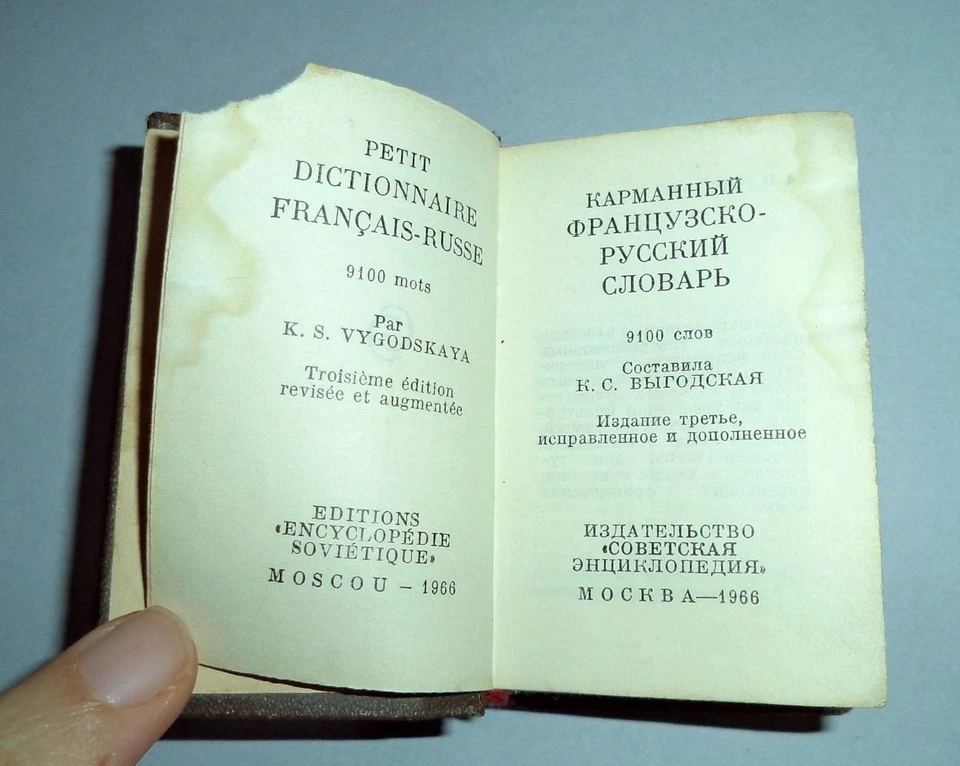 PETIT
DICTIONNAIRE
FRANÇAIS-RUSSE
9100 mots
Par
K. S. VYGODSKAYA
Troisième édition
revisée et augmentée
EDITIONS
«ENCYCLOPÉDIE
SOVIÉTIQUE»
MOSCOU – 1966
КАРМАННЫЙ
ФРАНЦУЗСКО-
РУССКИЙ
СЛОВАРЬ
9100 слов
Составила
К. С. ВЫГОДСКАЯ
Издание третье,
исправленное и дополненное
ИЗДАТЕЛЬСТВО
«СОВЕТСКАЯ
ЭНЦИКЛОПЕДИЯ»
МОСКВА—1966